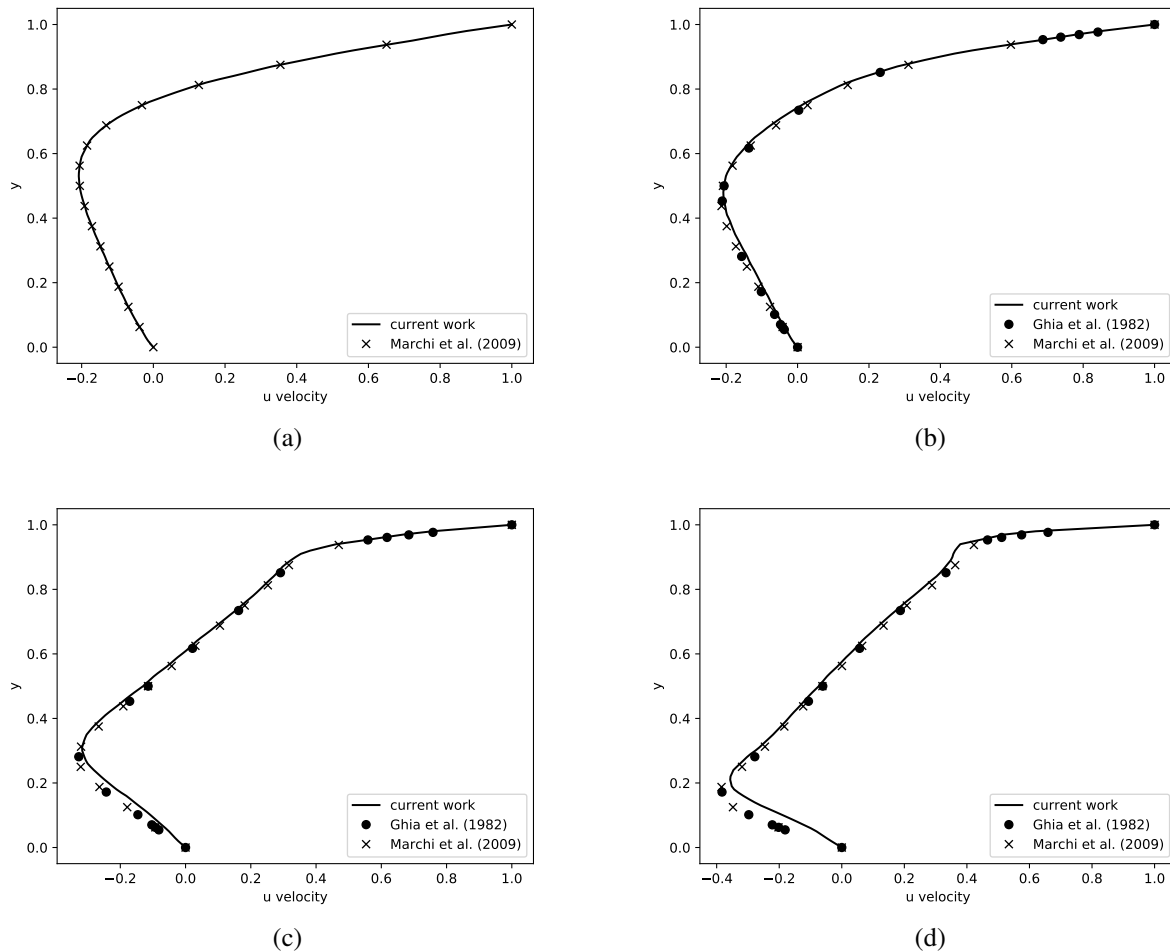 1.0
0.8
0.6
y
0.4
0.2
0.0
−0.2 0.0 0.2 0.4 0.6 0.8 1.0
u velocity
current work
Marchi et al. (2009)
(a)
1.0
0.8
0.6
y
0.4
0.2
0.0
−0.2 0.0 0.2 0.4 0.6 0.8 1.0
u velocity
current work
Ghia et al. (1982)
Marchi et al. (2009)
(b)
1.0
0.8
0.6
y
0.4
0.2
0.0
−0.2 0.0 0.2 0.4 0.6 0.8 1.0
u velocity
current work
Ghia et al. (1982)
Marchi et al. (2009)
(c)
1.0
0.8
0.6
y
0.4
0.2
0.0
−0.4 −0.2 0.0 0.2 0.4 0.6 0.8 1.0
u velocity
current work
Ghia et al. (1982)
Marchi et al. (2009)
(d)